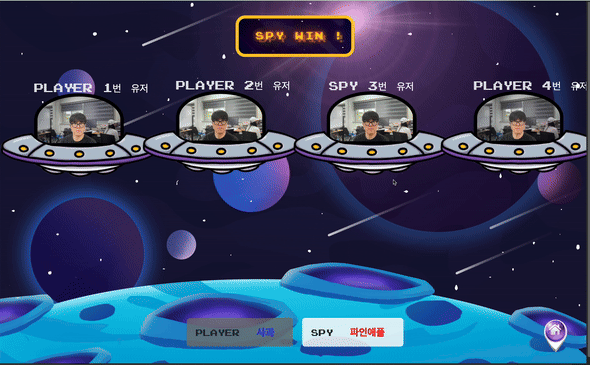 SPY WIN !
PLAYER 1번 유저
PLAYER 2번 유저
SPY 3번 유저
PLAYER 4번 유저
PLAYER 사과
SPY 파인애플